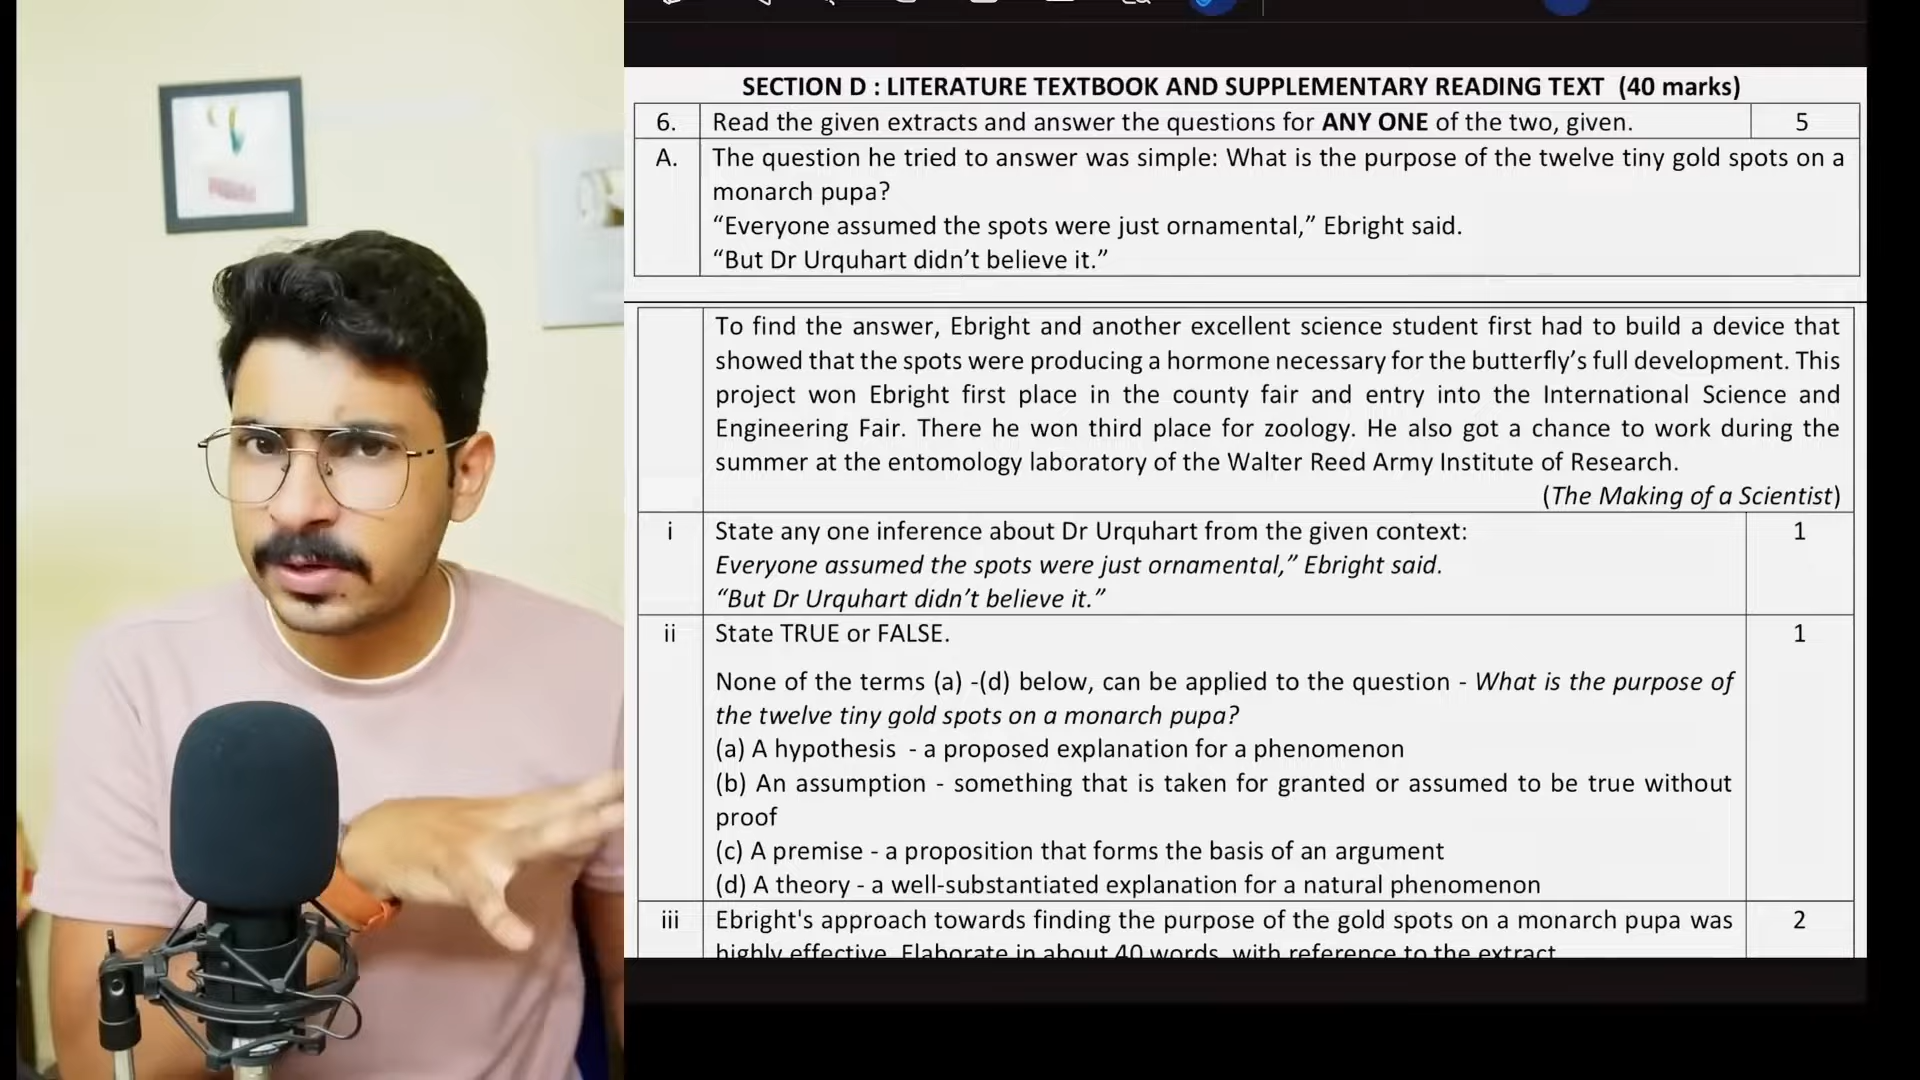 SECTION D : LITERATURE TEXTBOOK AND SUPPLEMENTARY READING TEXT (40 marks)
6. Read the given extracts and answer the questions for ANY ONE of the two, given. 5
A. The question he tried to answer was simple: What is the purpose of the twelve tiny gold spots on a
monarch pupa?
“Everyone assumed the spots were just ornamental,” Ebright said.
“But Dr Urquhart didn’t believe it.”
To find the answer, Ebright and another excellent science student first had to build a device that
showed that the spots were producing a hormone necessary for the butterfly’s full development. This
project won Ebright first place in the county fair and entry into the International Science and
Engineering Fair. There he won third place for zoology. He also got a chance to work during the
summer at the entomology laboratory of the Walter Reed Army Institute of Research.
(The Making of a Scientist)
i State any one inference about Dr Urquhart from the given context: 1
Everyone assumed the spots were just ornamental,” Ebright said.
“But Dr Urquhart didn’t believe it.”
ii State TRUE or FALSE. 1
None of the terms (a) -(d) below, can be applied to the question - What is the purpose of
the twelve tiny gold spots on a monarch pupa?
(a) A hypothesis - a proposed explanation for a phenomenon
(b) An assumption - something that is taken for granted or assumed to be true without
proof
(c) A premise - a proposition that forms the basis of an argument
(d) A theory - a well-substantiated explanation for a natural phenomenon
iii Ebright's approach towards finding the purpose of the gold spots on a monarch pupa was 2
highly effective. Elaborate in about 40 words, with reference to the extract